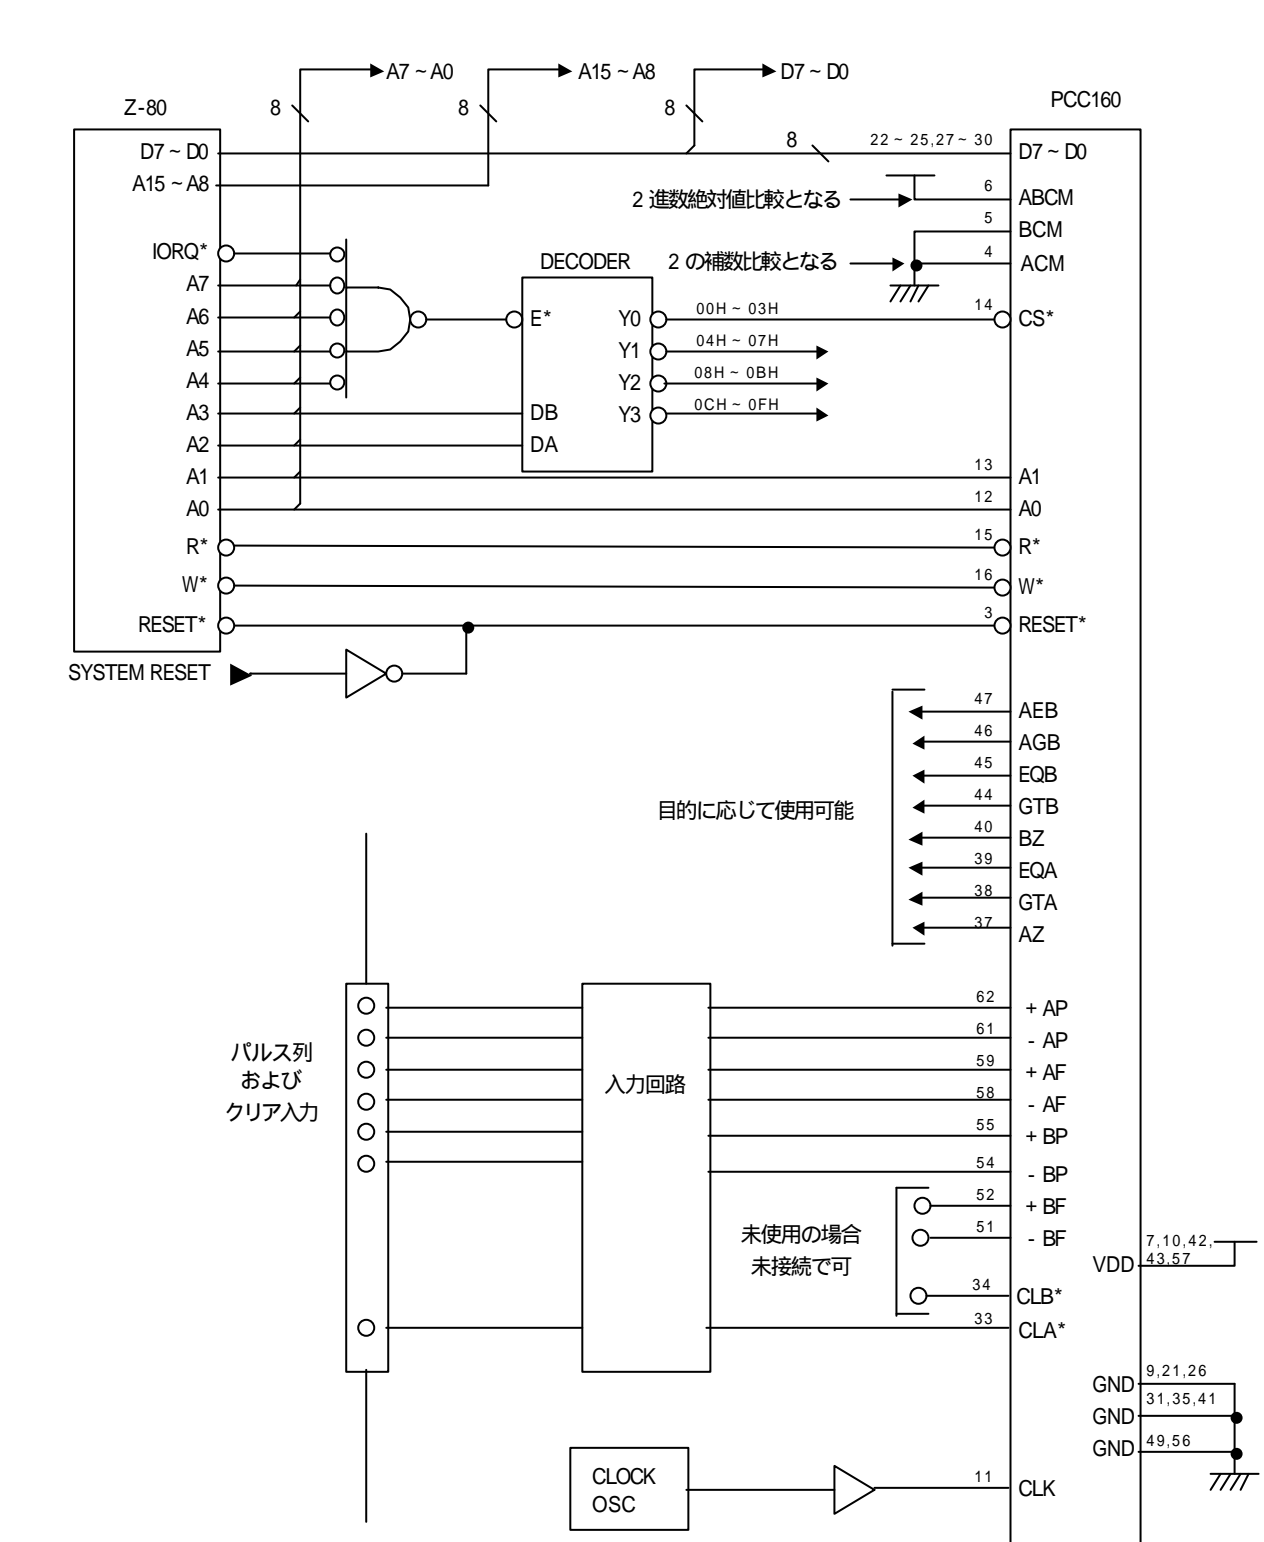 A7 ~ A0
A15 ~ A8
D7 ~ D0
Z-80
8
8
8
PCC160
D7 ~ D0
8
22 ~ 25,27 ~ 30
D7 ~ D0
A15 ~ A8
2 進数絶対値比較となる
6
ABCM
5
BCM
IORQ*
DECODER
2 の補数比較となる
4
ACM
A7
A6
E*
Y0
00H ~ 03H
14
CS*
A5
Y1
04H ~ 07H
A4
Y2
08H ~ 0BH
A3
DB
Y3
0CH ~ 0FH
A2
DA
A1
13
A1
A0
12
A0
R*
15
R*
W*
16
W*
RESET*
3
RESET*
SYSTEM RESET
47
AEB
46
AGB
45
EQB
目的に応じて使用可能
44
GTB
40
BZ
39
EQA
38
GTA
37
AZ
62
+ AP
61
- AP
パルス列
および
クリア入力
入力回路
59
+ AF
58
- AF
55
+ BP
54
- BP
52
+ BF
未使用の場合
未接続で可
51
- BF
VDD
7,10,42,
43,57
34
CLB*
33
CLA*
GND
9,21,26
GND
31,35,41
GND
49,56
CLOCK
OSC
11
CLK